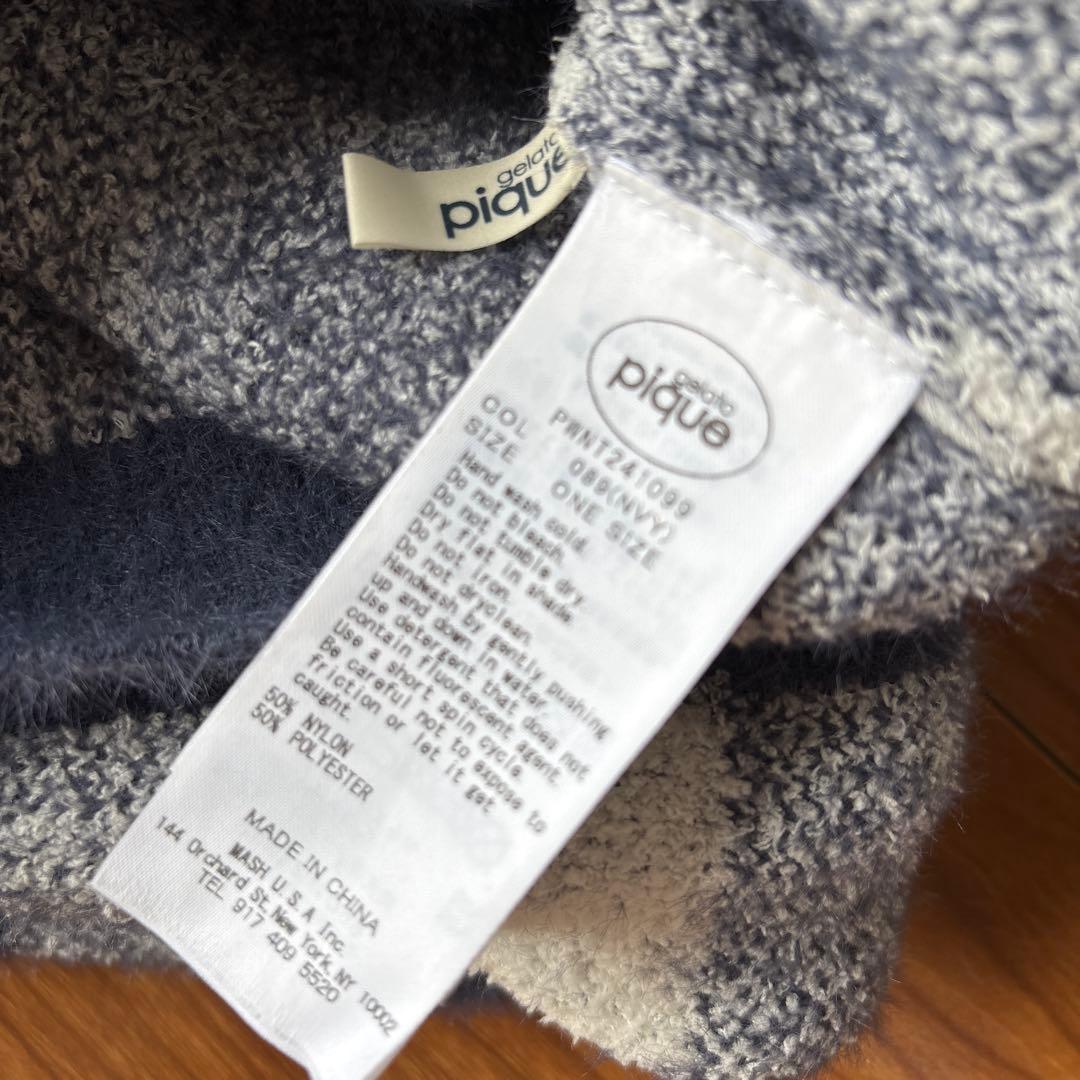 gelato
pique
gelato
pique
PWNT241099
COL 089(NVY)
SIZE ONE SIZE
Hand wash cold.
Do not bleach.
Do not tumble dry.
Dry flat in shade.
Do not iron.
Do not dryclean.
Handwash by gently pushing
up and down in water.
Use detergent that does not
contain fluorescent agent.
Use a short spin cycle.
Be careful not to expose to
friction or let it get
caught.
50% NYLON
50% POLYESTER
MADE IN CHINA
MASH U.S.A Inc.
144 Orchard St. New York, NY 10002
TEL 917 409 5520